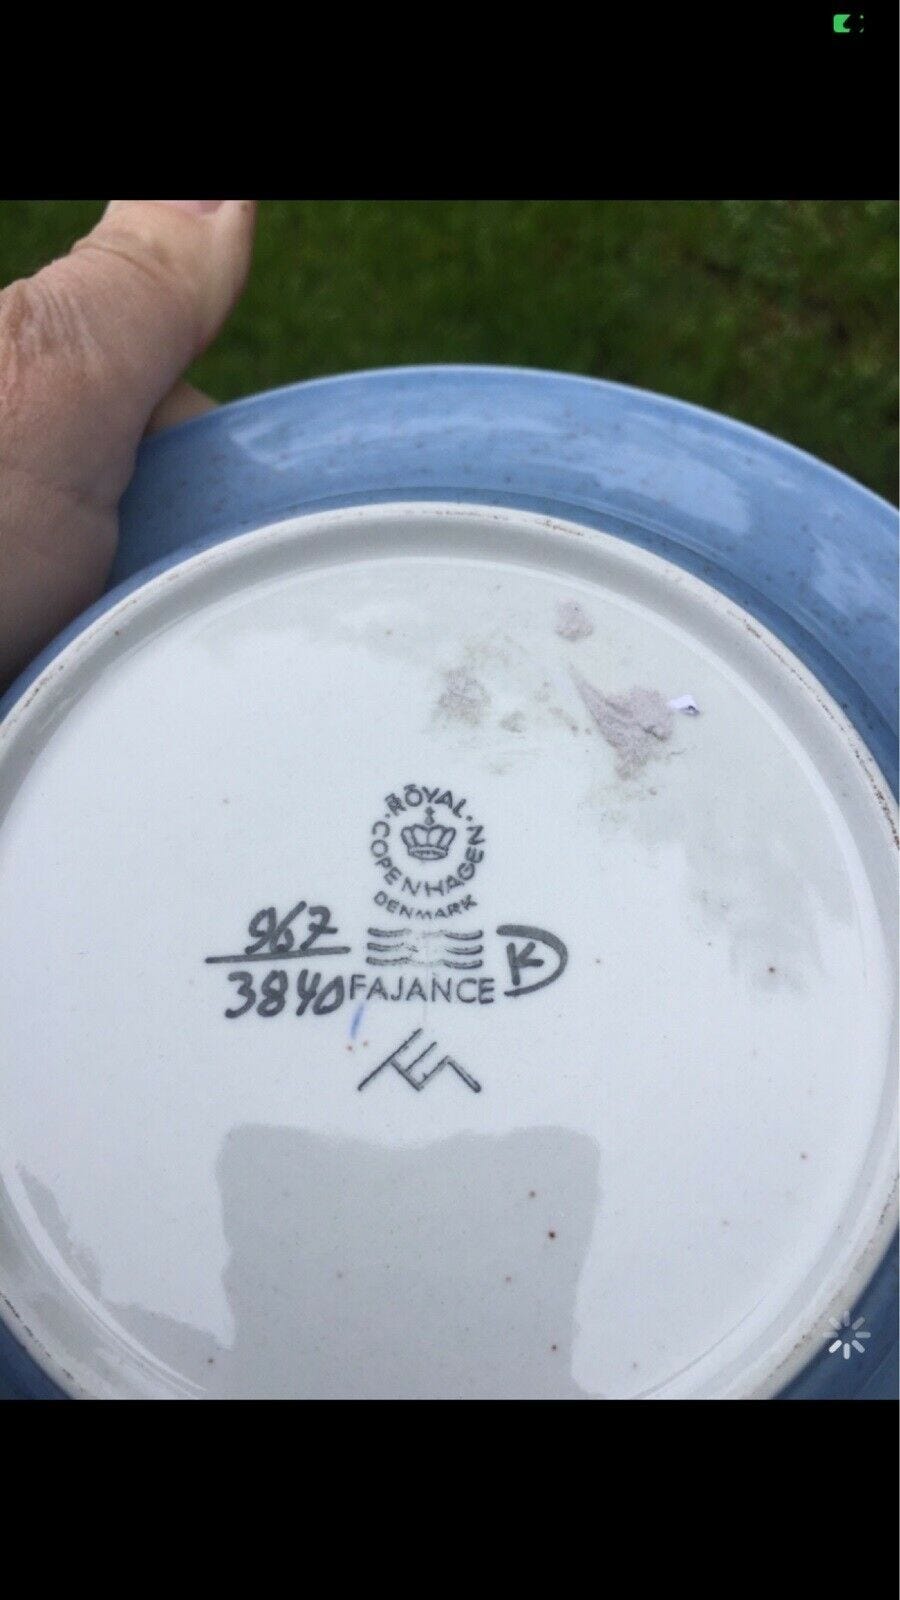 ROYAL
COPENHAGEN
DENMARK
967
3840
FAJANCE